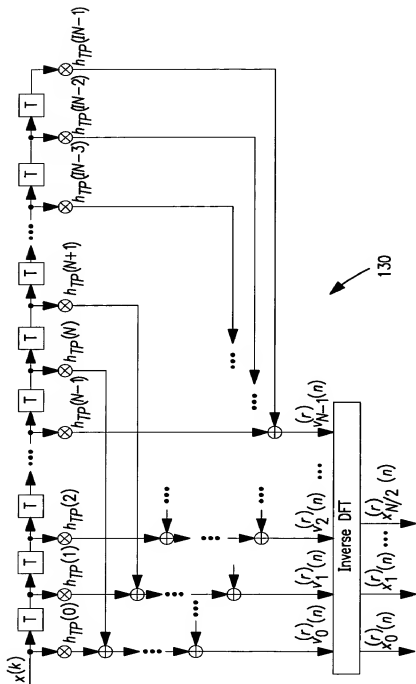 x(k)
T T T ... T T T ... T T T
h_TP(0) h_TP(1) h_TP(2) h_TP(N-1) h_TP(N) h_TP(N+1) h_TP(lN-3) h_TP(lN-2) h_TP(lN-1)
v_0^(r)(n) v_1^(r)(n) v_2^(r)(n) ... v_N-1^(r)(n)
Inverse DFT
x_0^(r)(n) x_1^(r)(n) ... x_N/2^(r)(n)
130